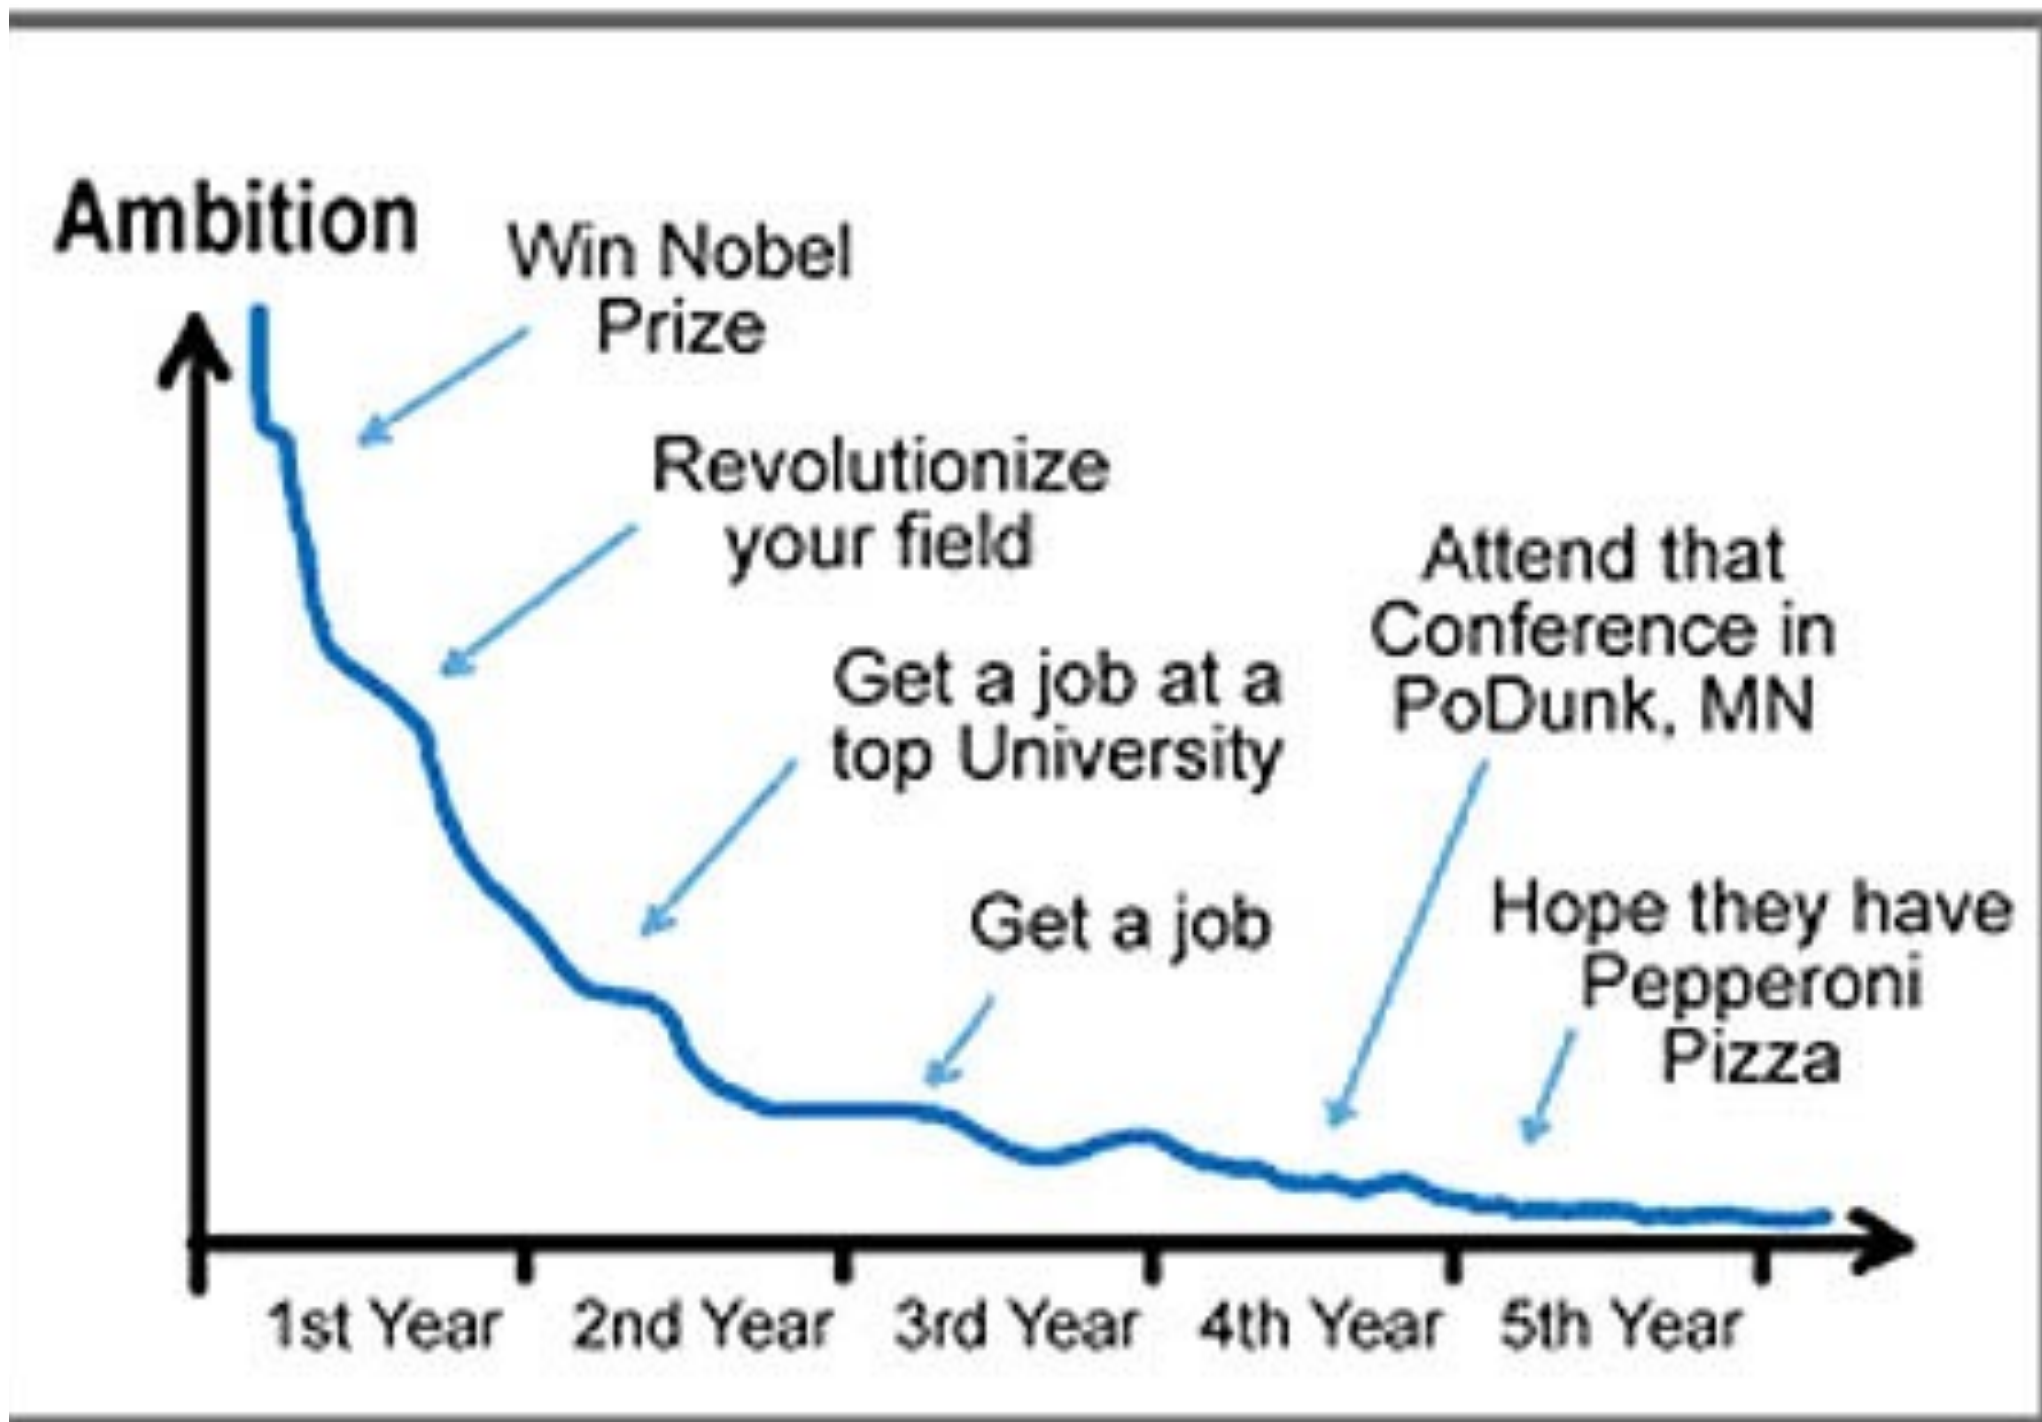 Ambition
Win Nobel
Prize
Revolutionize
your field
Get a job at a
top University
Get a job
Attend that
Conference in
PoDunk, MN
Hope they have
Pepperoni
Pizza
1st Year 2nd Year 3rd Year 4th Year 5th Year